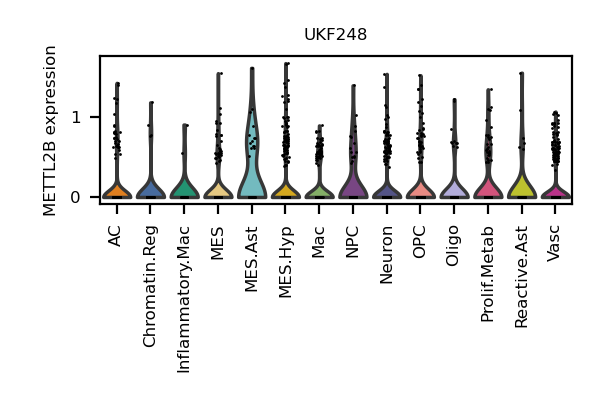 UKF248
METTL2B expression
1
0
AC
Chromatin.Reg
Inflammatory.Mac
MES
MES.Ast
MES.Hyp
Mac
NPC
Neuron
OPC
Oligo
Prolif.Metab
Reactive.Ast
Vasc